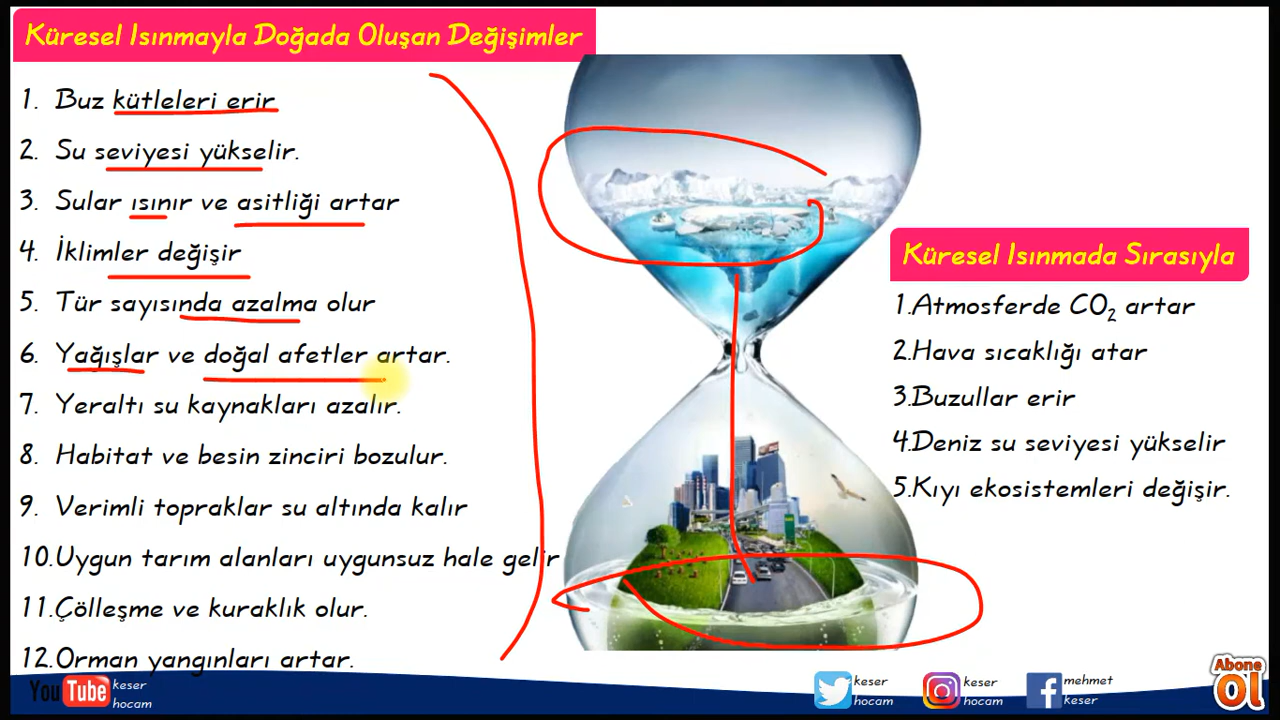 Küresel Isınmayla Doğada Oluşan Değişimler
1. Buz kütleleri erir
2. Su seviyesi yükselir.
3. Sular ısınır ve asitliği artar
4. İklimler değişir
5. Tür sayısında azalma olur
6. Yağışlar ve doğal afetler artar.
7. Yeraltı su kaynakları azalır.
8. Habitat ve besin zinciri bozulur.
9. Verimli topraklar su altında kalır
10.Uygun tarım alanları uygunsuz hale gelir
11.Çölleşme ve kuraklık olur.
12.Orman yangınları artar.
Küresel Isınmada Sırasıyla
1.Atmosferde CO₂ artar
2.Hava sıcaklığı atar
3.Buzullar erir
4.Deniz su seviyesi yükselir
5.Kıyı ekosistemleri değişir.
YouTube keser hocam
keser hocam
keser hocam
mehmet keser
Abone ol